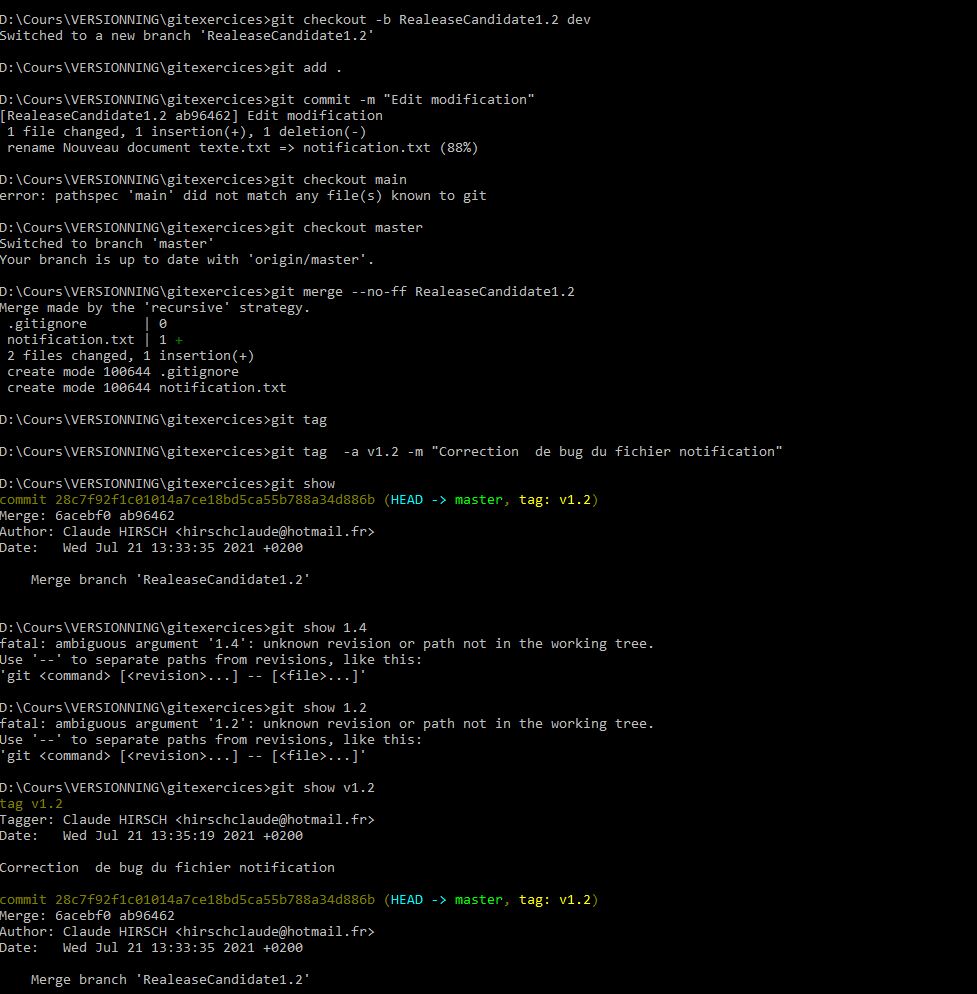 D:\Cours\VERSIONNING\gitexercices>git checkout -b RealeaseCandidate1.2 dev
Switched to a new branch 'RealeaseCandidate1.2'
D:\Cours\VERSIONNING\gitexercices>git add .
D:\Cours\VERSIONNING\gitexercices>git commit -m "Edit modification"
[RealeaseCandidate1.2 ab96462] Edit modification
 1 file changed, 1 insertion(+), 1 deletion(-)
 rename Nouveau document texte.txt => notification.txt (88%)
D:\Cours\VERSIONNING\gitexercices>git checkout main
error: pathspec 'main' did not match any file(s) known to git
D:\Cours\VERSIONNING\gitexercices>git checkout master
Switched to branch 'master'
Your branch is up to date with 'origin/master'.
D:\Cours\VERSIONNING\gitexercices>git merge --no-ff RealeaseCandidate1.2
Merge made by the 'recursive' strategy.
 .gitignore       | 0
 notification.txt | 1 +
 2 files changed, 1 insertion(+)
 create mode 100644 .gitignore
 create mode 100644 notification.txt
D:\Cours\VERSIONNING\gitexercices>git tag
D:\Cours\VERSIONNING\gitexercices>git tag  -a v1.2 -m "Correction  de bug du fichier notification"
D:\Cours\VERSIONNING\gitexercices>git show
commit 28c7f92f1c01014a7ce18bd5ca55b788a34d886b (HEAD -> master, tag: v1.2)
Merge: 6acebf0 ab96462
Author: Claude HIRSCH <hirschclaude@hotmail.fr>
Date:   Wed Jul 21 13:33:35 2021 +0200
    Merge branch 'RealeaseCandidate1.2'
D:\Cours\VERSIONNING\gitexercices>git show 1.4
fatal: ambiguous argument '1.4': unknown revision or path not in the working tree.
Use '--' to separate paths from revisions, like this:
'git <command> [<revision>...] -- [<file>...]'
D:\Cours\VERSIONNING\gitexercices>git show 1.2
fatal: ambiguous argument '1.2': unknown revision or path not in the working tree.
Use '--' to separate paths from revisions, like this:
'git <command> [<revision>...] -- [<file>...]'
D:\Cours\VERSIONNING\gitexercices>git show v1.2
tag v1.2
Tagger: Claude HIRSCH <hirschclaude@hotmail.fr>
Date:   Wed Jul 21 13:35:19 2021 +0200
Correction  de bug du fichier notification
commit 28c7f92f1c01014a7ce18bd5ca55b788a34d886b (HEAD -> master, tag: v1.2)
Merge: 6acebf0 ab96462
Author: Claude HIRSCH <hirschclaude@hotmail.fr>
Date:   Wed Jul 21 13:33:35 2021 +0200
    Merge branch 'RealeaseCandidate1.2'